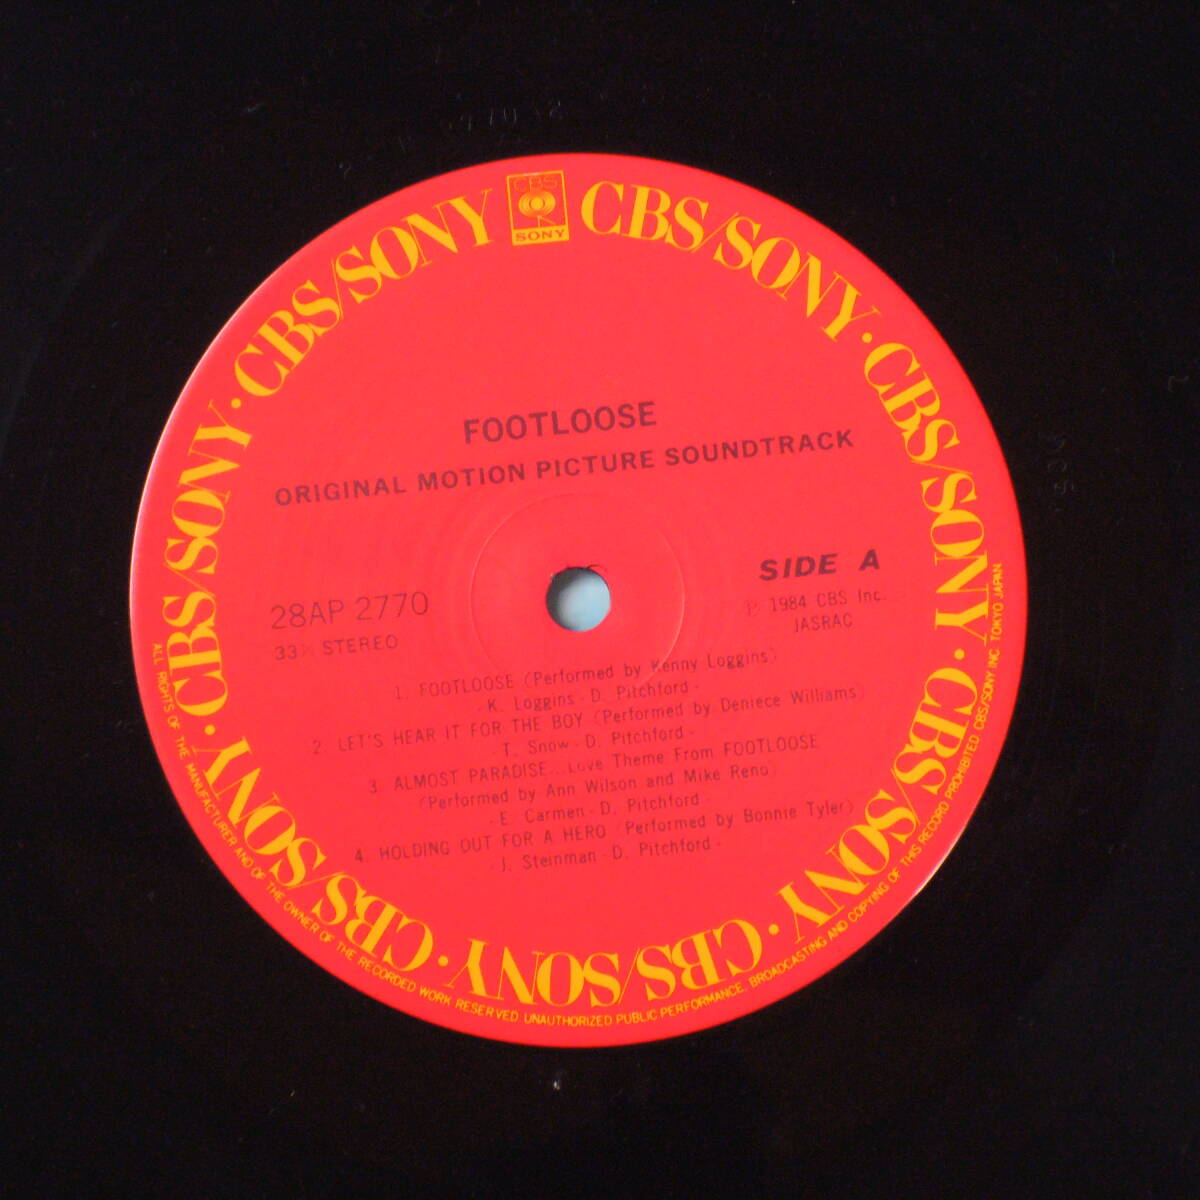 CBS
SONY
CBS/SONY · CBS/SONY · CBS/SONY · CBS/SONY · CBS/SONY · CBS/SONY · CBS/SONY · CBS/SONY
FOOTLOOSE
ORIGINAL MOTION PICTURE SOUNDTRACK
SIDE A
28AP 2770
℗ 1984 CBS Inc.
33⅓ STEREO
JASRAC
1. FOOTLOOSE (Performed by Kenny Loggins)
- K. Loggins - D. Pitchford -
2. LET'S HEAR IT FOR THE BOY (Performed by Deniece Williams)
- T. Snow - D. Pitchford -
3. ALMOST PARADISE...Love Theme From FOOTLOOSE
(Performed by Ann Wilson and Mike Reno)
- E. Carmen - D. Pitchford -
4. HOLDING OUT FOR A HERO (Performed by Bonnie Tyler)
- J. Steinman - D. Pitchford -
ALL RIGHTS OF THE MANUFACTURER AND OF THE OWNER OF THE RECORDED WORK RESERVED. UNAUTHORIZED PUBLIC PERFORMANCE, BROADCASTING AND COPYING OF THIS RECORD PROHIBITED CBS/SONY INC. TOKYO JAPAN.